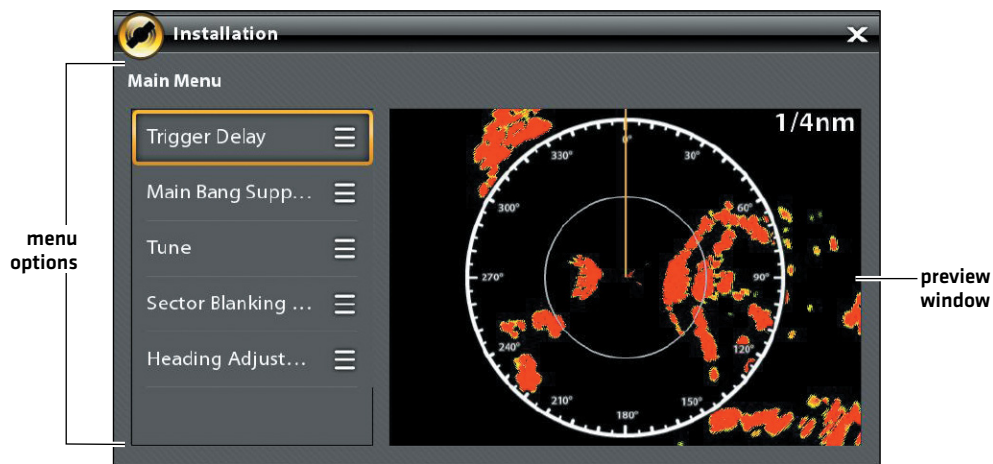 Installation
X
Main Menu
Trigger Delay
Main Bang Supp...
Tune
Sector Blanking ...
Heading Adjust...
menu
options
1/4nm
0°
30°
60°
90°
120°
150°
180°
210°
240°
270°
300°
330°
preview
window